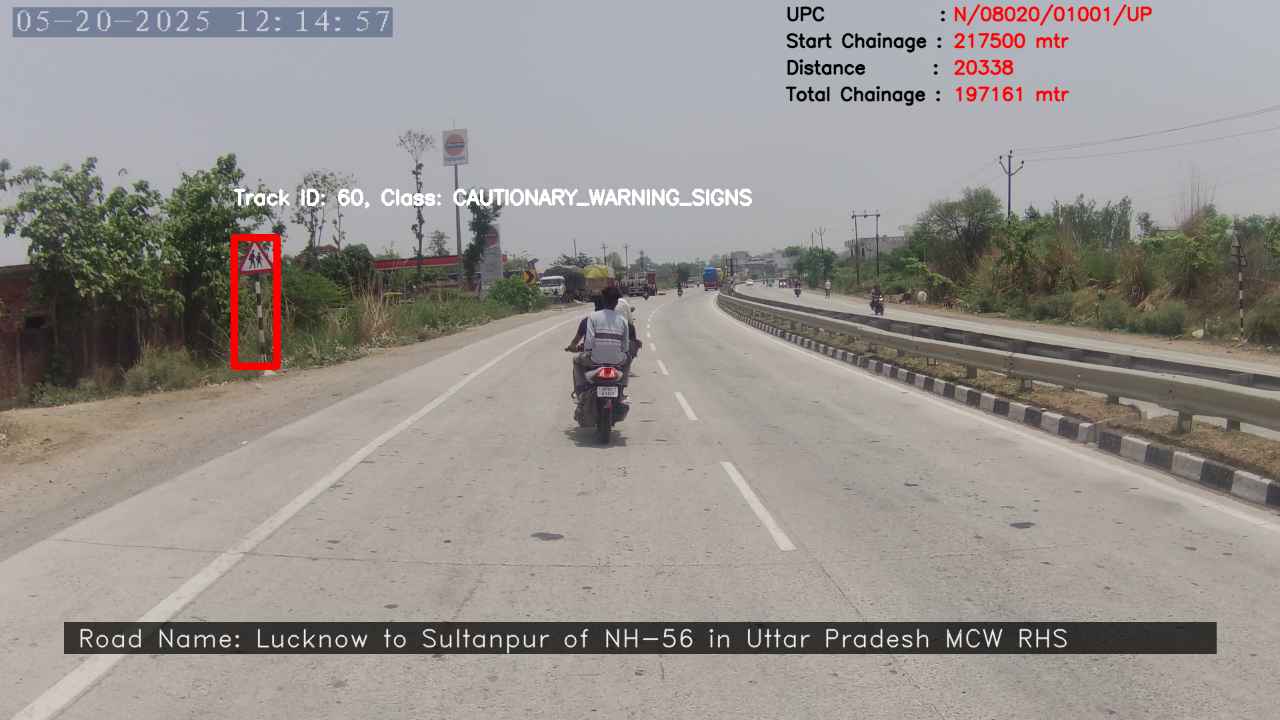 05-20-2025 12:14:57
UPC : N/08020/01001/UP
Start Chainage : 217500 mtr
Distance : 20338
Total Chainage : 197161 mtr
Track ID: 60, Class: CAUTIONARY_WARNING_SIGNS
Road Name: Lucknow to Sultanpur of NH-56 in Uttar Pradesh MCW RHS